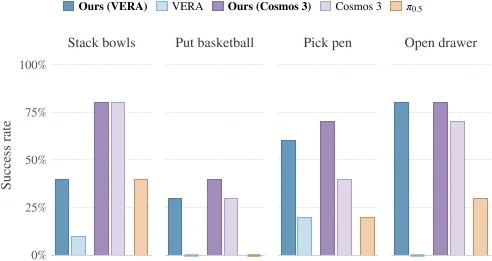 Ours (VERA) VERA Ours (Cosmos 3) Cosmos 3 π0.5
Stack bowls Put basketball Pick pen Open drawer
100%
75%
50%
25%
0%
Success rate